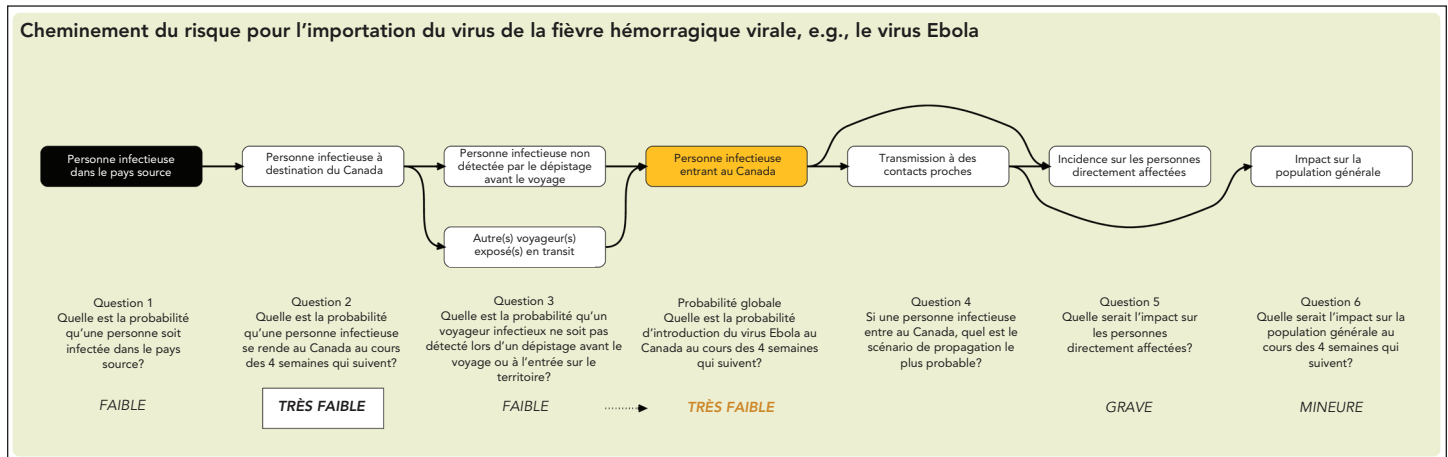 Cheminement du risque pour l'importation du virus de la fièvre hémorragique virale, e.g., le virus Ebola
Personne infectieuse
dans le pays source
Personne infectieuse à
destination du Canada
Personne infectieuse non
détectée par le dépistage
avant le voyage
Autre(s) voyageur(s)
exposé(s) en transit
Personne infectieuse
entrant au Canada
Transmission à des
contacts proches
Incidence sur les personnes
directement affectées
Impact sur la
population générale
Question 1
Quelle est la probabilité
qu'une personne soit
infectée dans le pays
source?
FAIBLE
Question 2
Quelle est la probabilité
qu'une personne infectieuse
se rende au Canada au cours
des 4 semaines qui suivent?
TRÈS FAIBLE
Question 3
Quelle est la probabilité qu'un
voyageur infectieux ne soit pas
détecté lors d'un dépistage avant le
voyage ou à l'entrée sur le
territoire?
FAIBLE
Probabilité globale
Quelle est la probabilité
d'introduction du virus Ebola au
Canada au cours des 4 semaines
qui suivent?
TRÈS FAIBLE
Question 4
Si une personne infectieuse
entre au Canada, quel est le
scénario de propagation le
plus probable?
Question 5
Quelle serait l'impact sur
les personnes
directement affectées?
GRAVE
Question 6
Quelle serait l'impact sur la
population générale au
cours des 4 semaines qui
suivent?
MINEURE